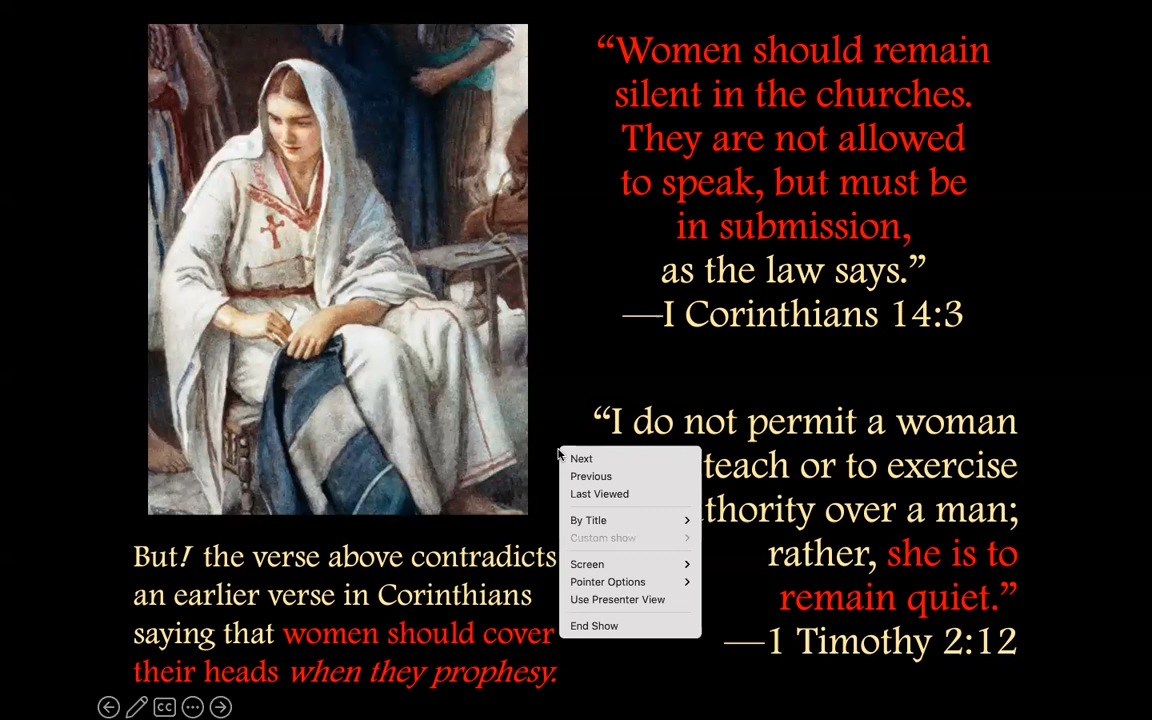 “Women should remain
silent in the churches.
They are not allowed
to speak, but must be
in submission,
as the law says.”
—I Corinthians 14:3
“I do not permit a woman
teach or to exercise
thority over a man;
rather, she is to
remain quiet.”
—1 Timothy 2:12
But! the verse above contradicts
an earlier verse in Corinthians
saying that women should cover
their heads when they prophesy.
Next
Previous
Last Viewed
By Title
Custom show
Screen
Pointer Options
Use Presenter View
End Show
CC